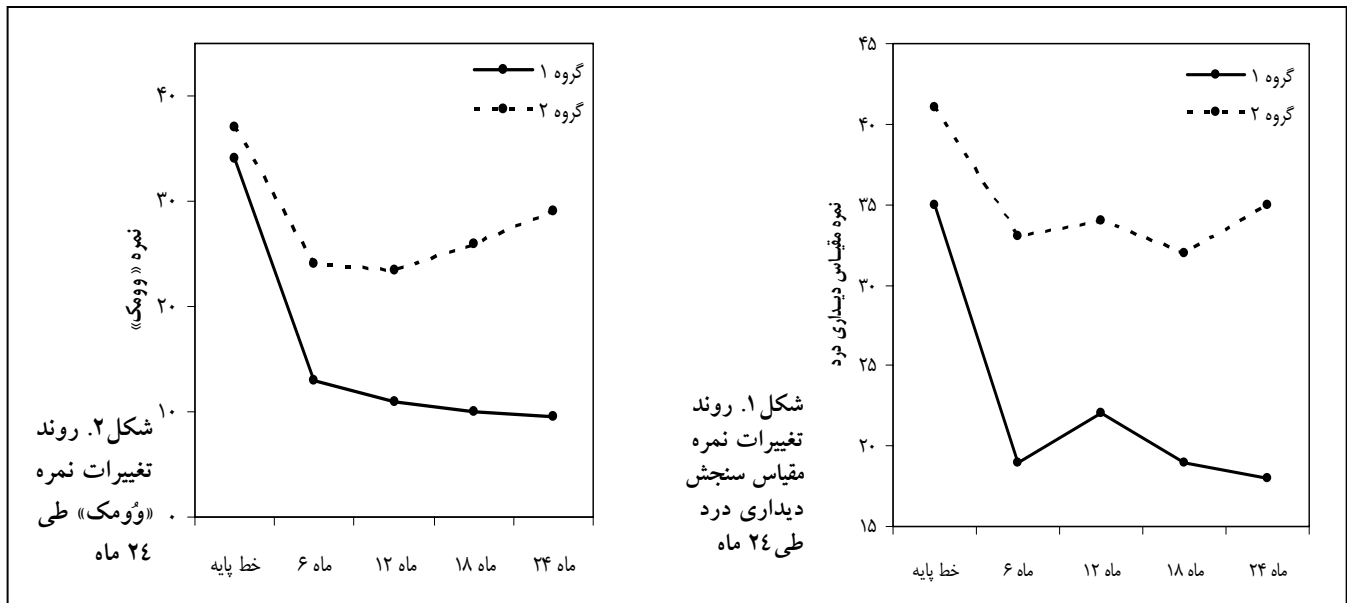 گروه ۱
گروه ۲
۴۵
۴۰
۳۵
۳۰
۲۵
۲۰
۱۵
نمره مقیاس دیداری درد
خط پایه
۶ ماه
۱۲ ماه
۱۸ ماه
۲۴ ماه
شکل۱. روند
تغییرات نمره
مقیاس سنجش
دیداری درد
طی ۲٤ ماه
گروه ۱
گروه ۲
۴۰
۳۰
۲۰
۱۰
۰
نمره «وومک»
خط پایه
۶ ماه
۱۲ ماه
۱۸ ماه
۲۴ ماه
شکل۲. روند
تغییرات نمره
«وُومک» طی
۲٤ ماه